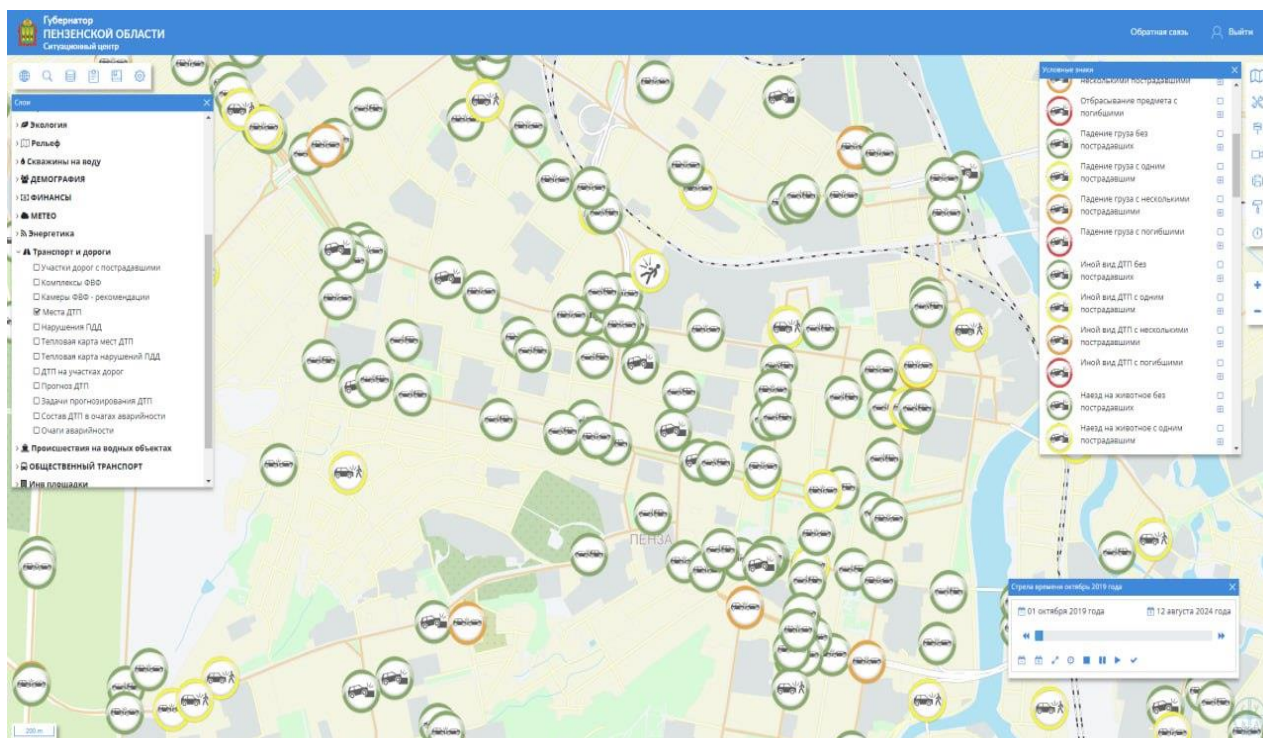 Губернатор
ПЕНЗЕНСКОЙ ОБЛАСТИ
Ситуационный центр
Обратная связь
Выйти
Слои
Экология
Рельеф
Скважины на воду
ДЕМОГРАФИЯ
ФИНАНСЫ
МЕТЕО
Энергетика
Транспорт и дороги
Участки дорог с пострадавшими
Комплексы ФВФ
Камеры ФВФ - рекомендации
Места ДТП
Нарушения ПДД
Тепловая карта мест ДТП
Тепловая карта нарушений ПДД
ДТП на участках дорог
Прогноз ДТП
Задачи прогнозирования ДТП
Состав ДТП в очагах аварийности
Очаги аварийности
Происшествия на водных объектах
ОБЩЕСТВЕННЫЙ ТРАНСПОРТ
Инв площадки
200 m
ПЕНЗА
Условные знаки
несколькими пострадавшими
Отбрасывание предмета с
погибшими
Падение груза без
пострадавших
Падение груза с одним
пострадавшим
Падение груза с несколькими
пострадавшими
Падение груза с погибшими
Иной вид ДТП без
пострадавших
Иной вид ДТП с одним
пострадавшим
Иной вид ДТП с несколькими
пострадавшими
Иной вид ДТП с погибшими
Наезд на животное без
пострадавших
Наезд на животное с одним
пострадавшим
Стрела времени октябрь 2019 года
01 октября 2019 года
12 августа 2024 года